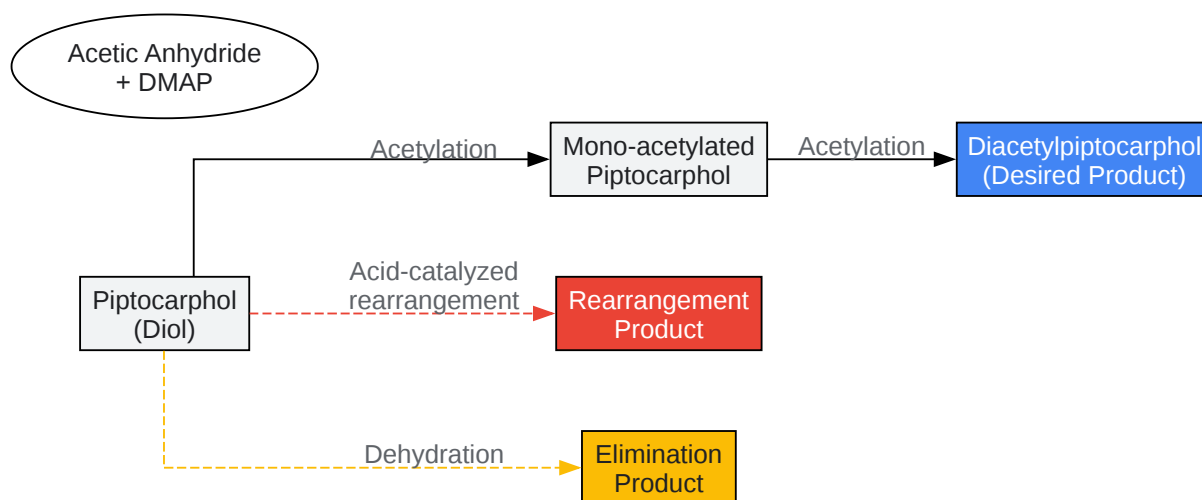 Acetic Anhydride
+ DMAP
Acetylation
Mono-acetylated
Piptocarphol
Acetylation
Diacetylpiptocarphol
(Desired Product)
Piptocarphol
(Diol)
Acid-catalyzed
rearrangement
Rearrangement
Product
Dehydration
Elimination
Product